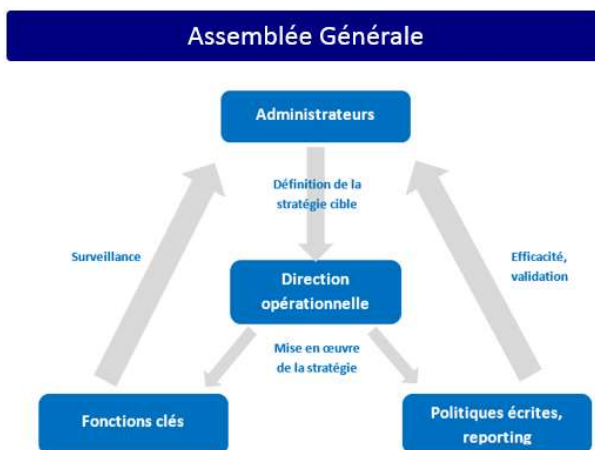 Assemblée Générale
Administrateurs
Définition de la
stratégie cible
Surveillance
Efficacité,
validation
Direction
opérationnelle
Mise en œuvre
de la stratégie
Fonctions clés
Politiques écrites,
reporting